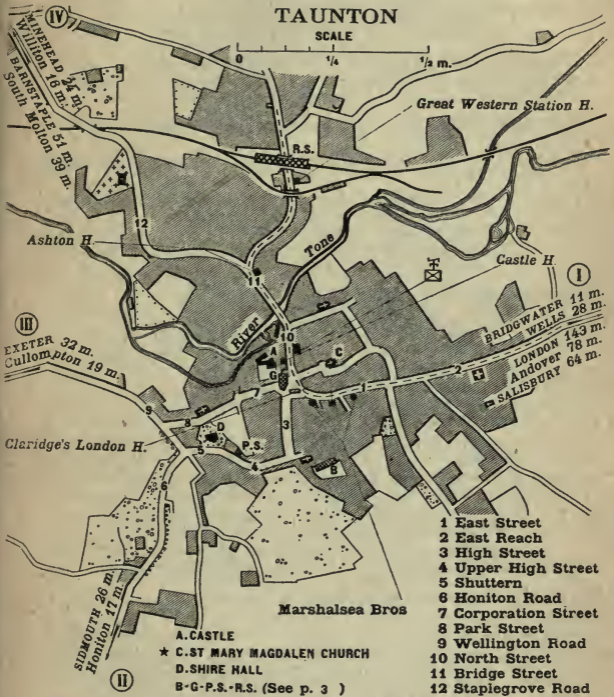 TAUNTON
SCALE
0 1/4 1/2 m.
IV
MINEHEAD 24 m.
Williton 16 m.
BARNSTAPLE 51 m.
South Molton 39 m.
Great Western Station H.
R.S.
12
Ashton H.
Tone
Castle H.
11
River
I
BRIDGWATER 11 m.
WELLS 28 m.
LONDON 143 m.
Andover 78 m.
SALISBURY 64 m.
III
EXETER 32 m.
Cullompton 19 m.
10
A
C
G
7
1
2
9
8
D
3
P.S.
Claridge's London H.
5
4
B
6
Marshalsea Bros
SIDMOUTH 26 m.
Honiton 17 m.
II
A. CASTLE
★ C. ST MARY MAGDALEN CHURCH
D. SHIRE HALL
B-G-P.S.-R.S. (See p. 3 )
1 East Street
2 East Reach
3 High Street
4 Upper High Street
5 Shuttern
6 Honiton Road
7 Corporation Street
8 Park Street
9 Wellington Road
10 North Street
11 Bridge Street
12 Staplegrove Road